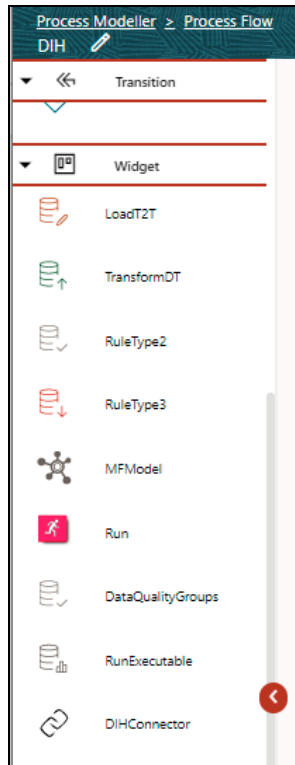 Process Modeller > Process Flow
DIH
Transition
Widget
LoadT2T
TransformDT
RuleType2
RuleType3
MFModel
Run
DataQualityGroups
RunExecutable
DIHConnector